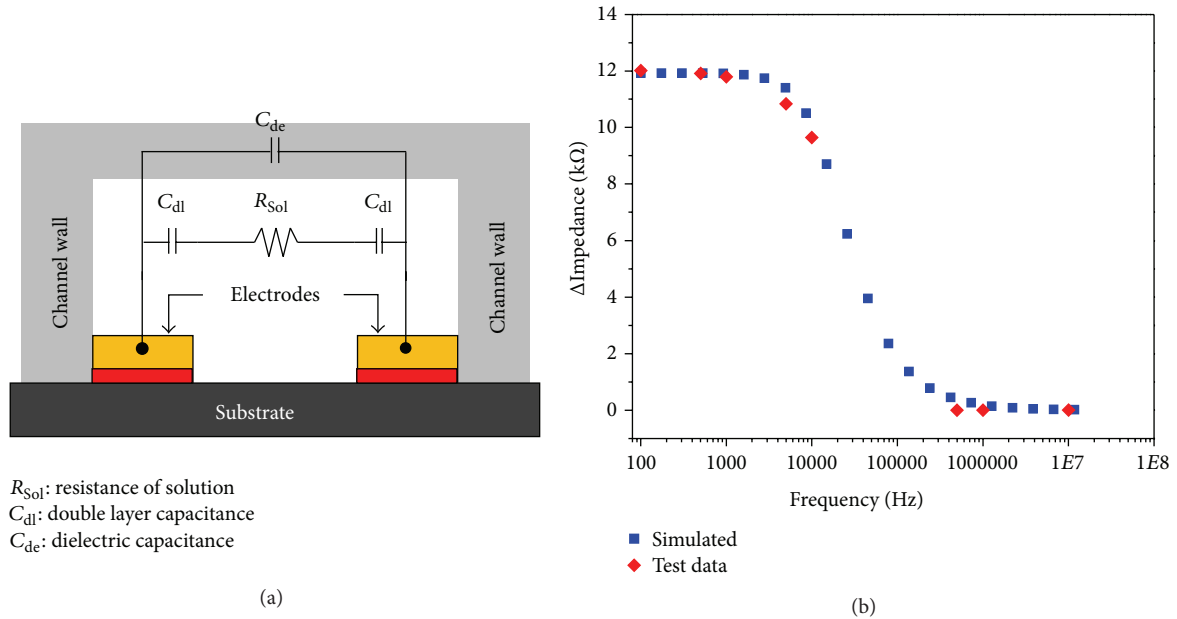 C_de
C_dl
R_Sol
C_dl
Channel wall
Channel wall
Electrodes
Substrate
R_Sol: resistance of solution
C_dl: double layer capacitance
C_de: dielectric capacitance
(a)
14
12
10
8
6
4
2
0
ΔImpedance (kΩ)
100
1000
10000
100000
1000000
1E7
1E8
Frequency (Hz)
Simulated
Test data
(b)